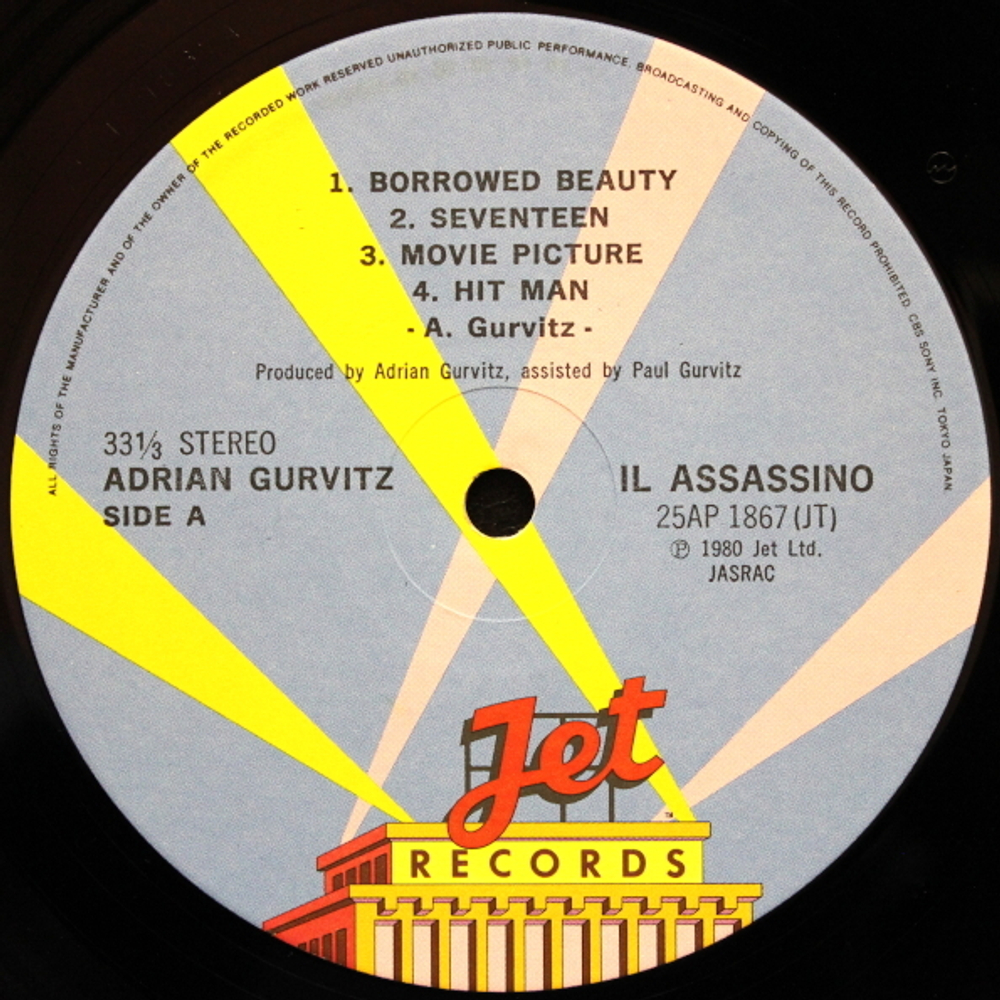 ALL RIGHTS OF THE MANUFACTURER AND OF THE OWNER OF THE RECORDED WORK RESERVED UNAUTHORIZED PUBLIC PERFORMANCE. BROADCASTING AND COPYING OF THIS RECORD PROHIBITED. CBS SONY INC. TOKYO JAPAN
1. BORROWED BEAUTY
2. SEVENTEEN
3. MOVIE PICTURE
4. HIT MAN
- A. Gurvitz -
Produced by Adrian Gurvitz, assisted by Paul Gurvitz
33⅓ STEREO
ADRIAN GURVITZ
SIDE A
IL ASSASSINO
25AP 1867 (JT)
℗ 1980 Jet Ltd.
JASRAC
Jet
™
RECORDS